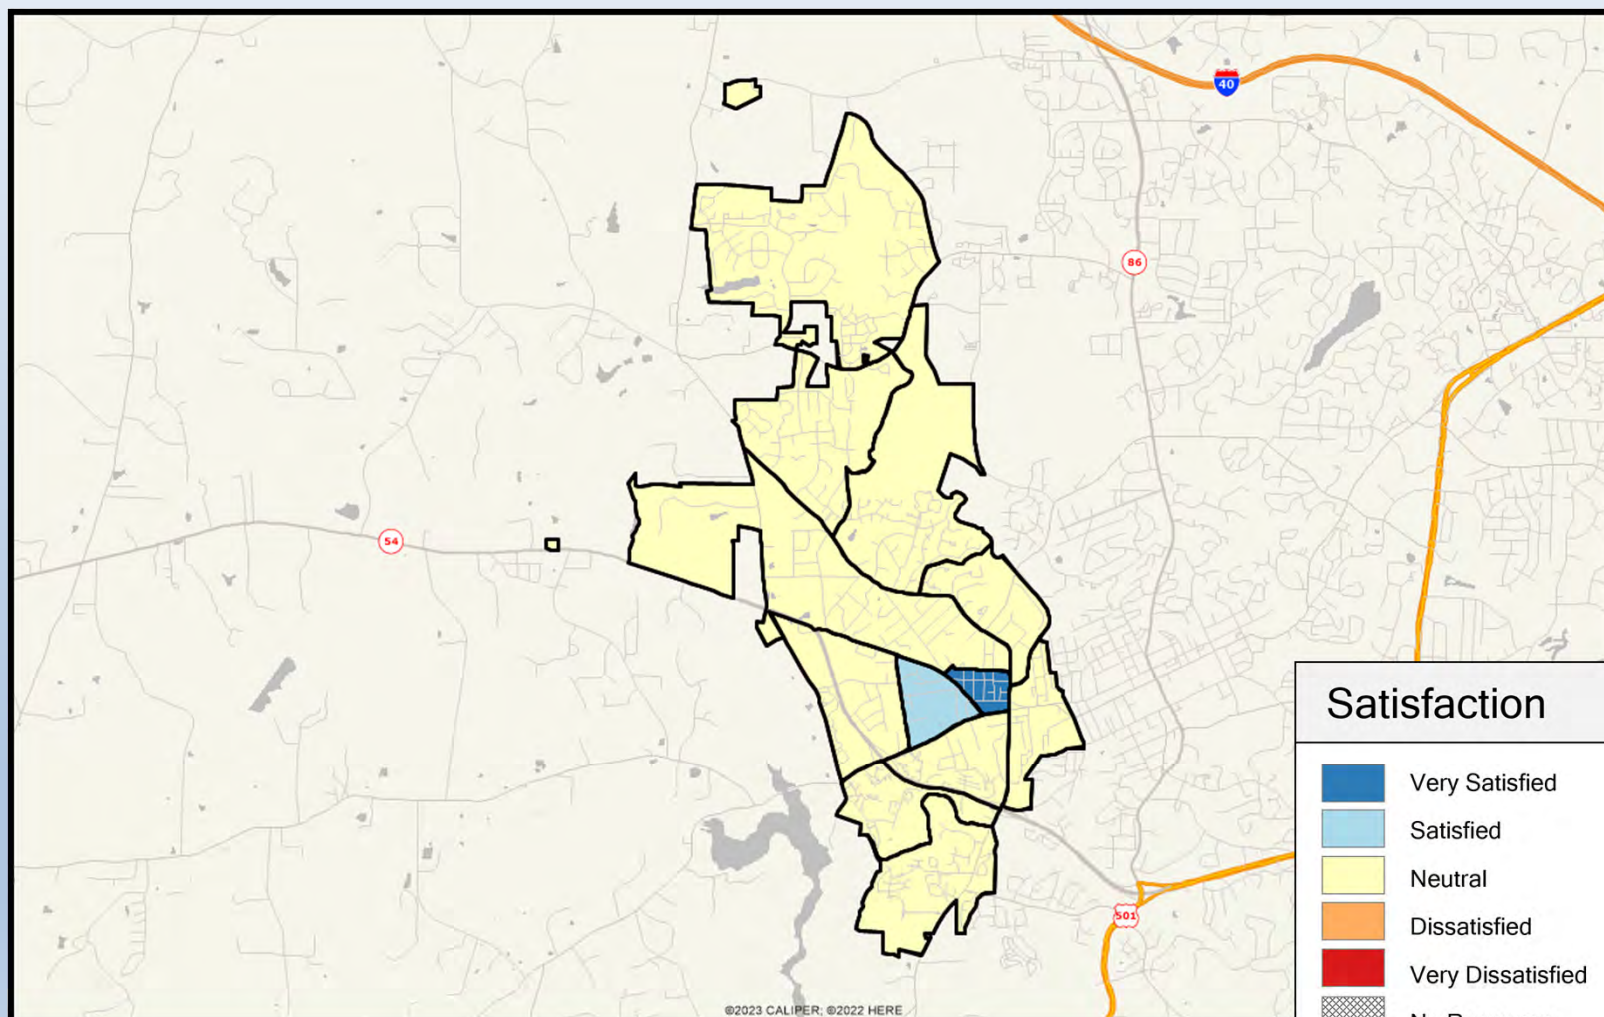 40
86
54
Satisfaction
Very Satisfied
Satisfied
Neutral
Dissatisfied
501
Very Dissatisfied
©2023 CALIPER; ©2022 HERE